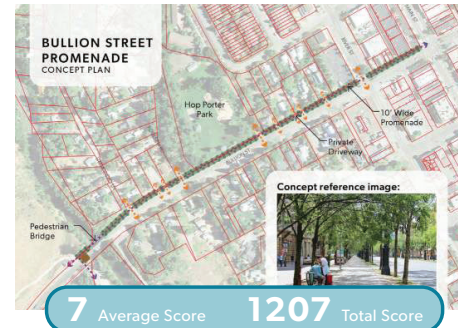 BULLION STREET
PROMENADE
CONCEPT PLAN
Hop Porter
Park
10' Wide
Promenade
Private
Driveway
Pedestrian
Bridge
Concept reference image:
7 Average Score 1207 Total Score